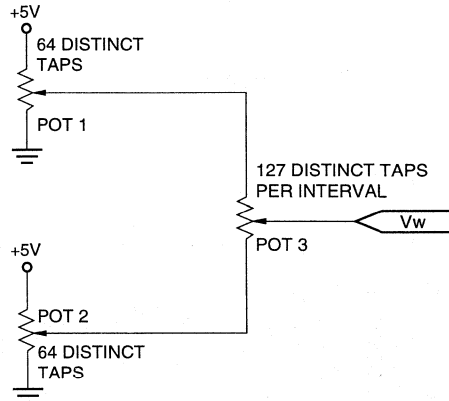 +5V
64 DISTINCT
TAPS
POT 1
127 DISTINCT TAPS
PER INTERVAL
Vw
POT 3
+5V
POT 2
64 DISTINCT
TAPS